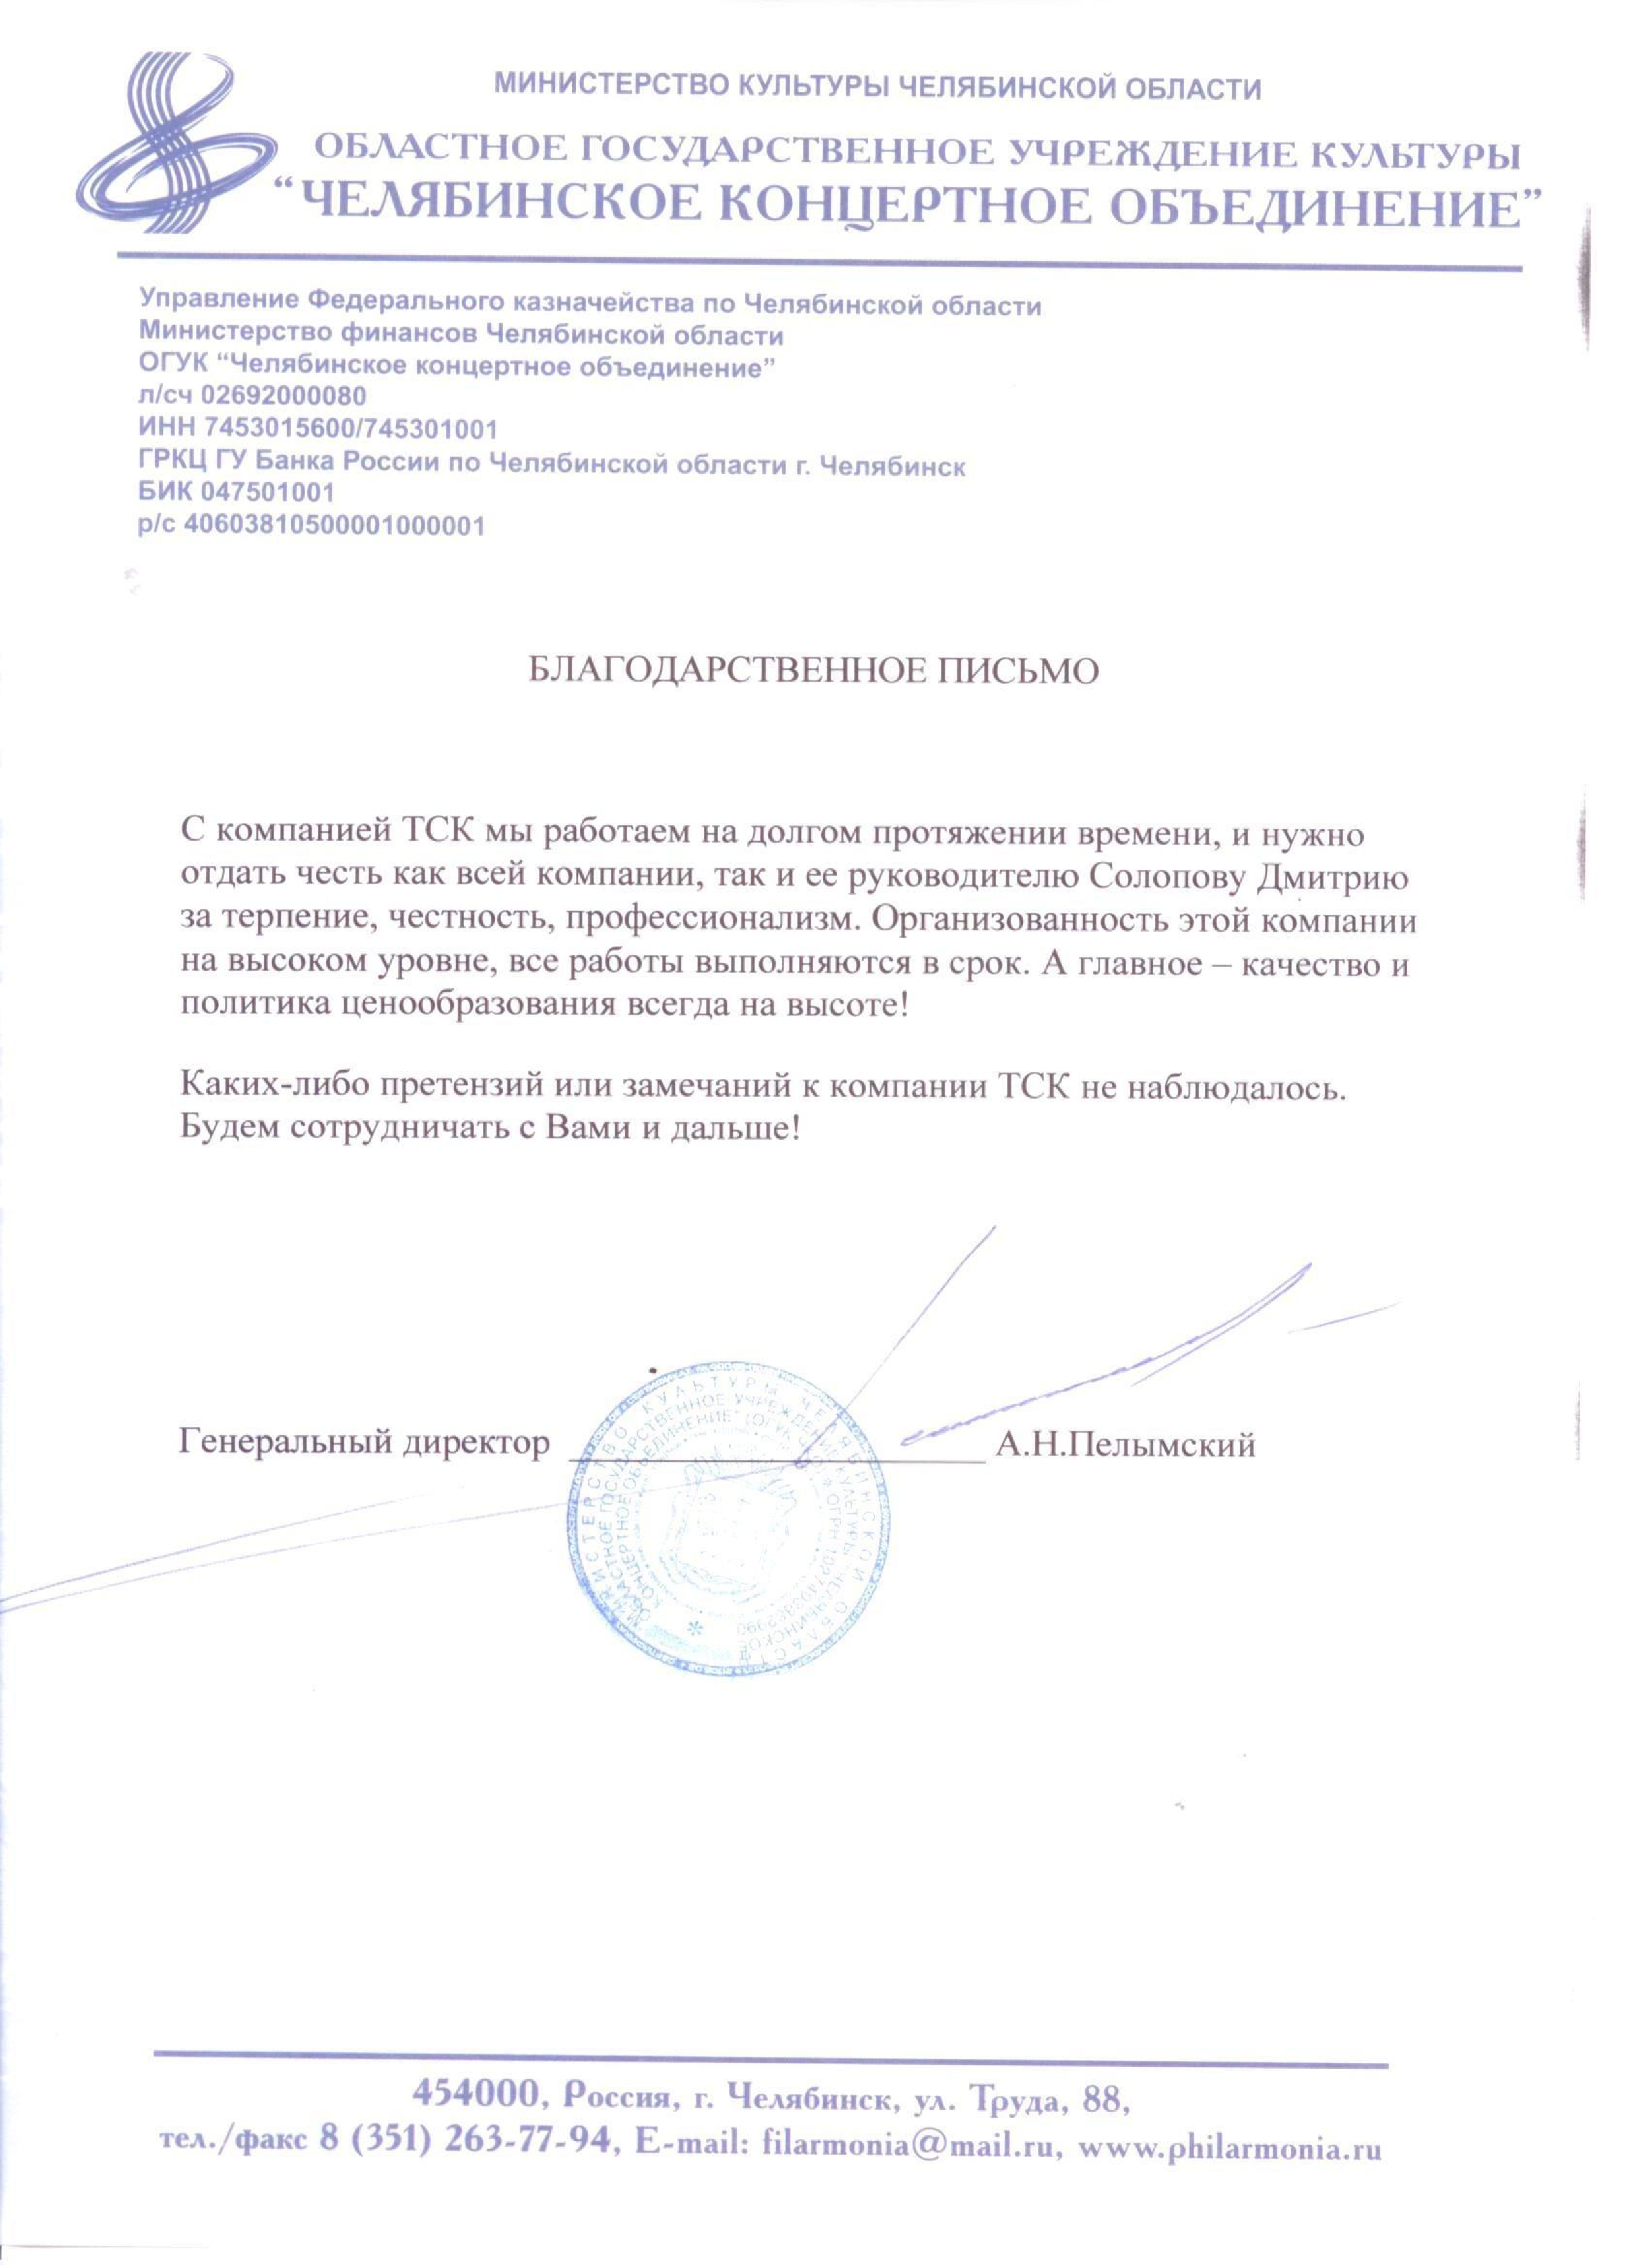 МИНИСТЕРСТВО КУЛЬТУРЫ ЧЕЛЯБИНСКОЙ ОБЛАСТИ
ОБЛАСТНОЕ ГОСУДАРСТВЕННОЕ УЧРЕЖДЕНИЕ КУЛЬТУРЫ
“ЧЕЛЯБИНСКОЕ КОНЦЕРТНОЕ ОБЪЕДИНЕНИЕ”
Управление Федерального казначейства по Челябинской области
Министерство финансов Челябинской области
ОГУК “Челябинское концертное объединение”
л/сч 02692000080
ИНН 7453015600/745301001
ГРКЦ ГУ Банка России по Челябинской области г. Челябинск
БИК 047501001
р/с 40603810500001000001
БЛАГОДАРСТВЕННОЕ ПИСЬМО
С компанией ТСК мы работаем на долгом протяжении времени, и нужно
отдать честь как всей компании, так и ее руководителю Солопову Дмитрию
за терпение, честность, профессионализм. Организованность этой компании
на высоком уровне, все работы выполняются в срок. А главное – качество и
политика ценообразования всегда на высоте!
Каких-либо претензий или замечаний к компании ТСК не наблюдалось.
Будем сотрудничать с Вами и дальше!
Генеральный директор А.Н.Пелымский
МИНИСТЕРСТВО КУЛЬТУРЫ ЧЕЛЯБИНСКОЙ ОБЛАСТИ
ОБЛАСТНОЕ ГОСУДАРСТВЕННОЕ УЧРЕЖДЕНИЕ КУЛЬТУРЫ ЧЕЛЯБИНСКОЕ
КОНЦЕРТНОЕ ОБЪЕДИНЕНИЕ
454000, Россия, г. Челябинск, ул. Труда, 88,
тел./факс 8 (351) 263-77-94, E-mail: filarmonia@mail.ru, www.philarmonia.ru